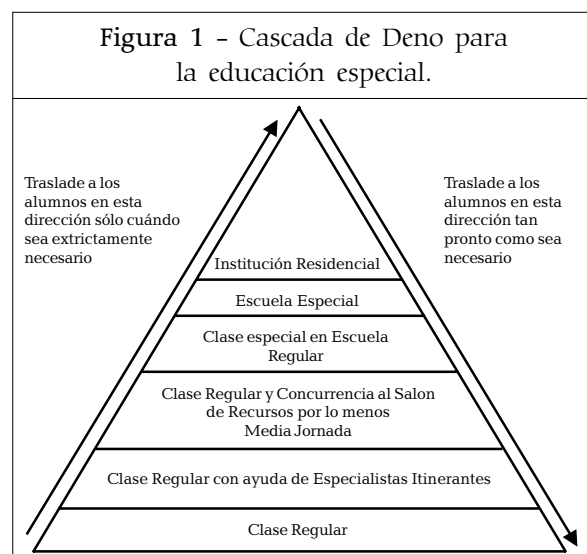 Figura 1 - Cascada de Deno para
la educación especial.
Traslade a los
alumnos en esta
dirección sólo cuándo
sea extrictamente
necesario
Traslade a los
alumnos en esta
dirección tan
pronto como sea
necesario
Institución Residencial
Escuela Especial
Clase especial en Escuela
Regular
Clase Regular y Concurrencia al Salon
de Recursos por lo menos
Media Jornada
Clase Regular con ayuda de Especialistas Itinerantes
Clase Regular